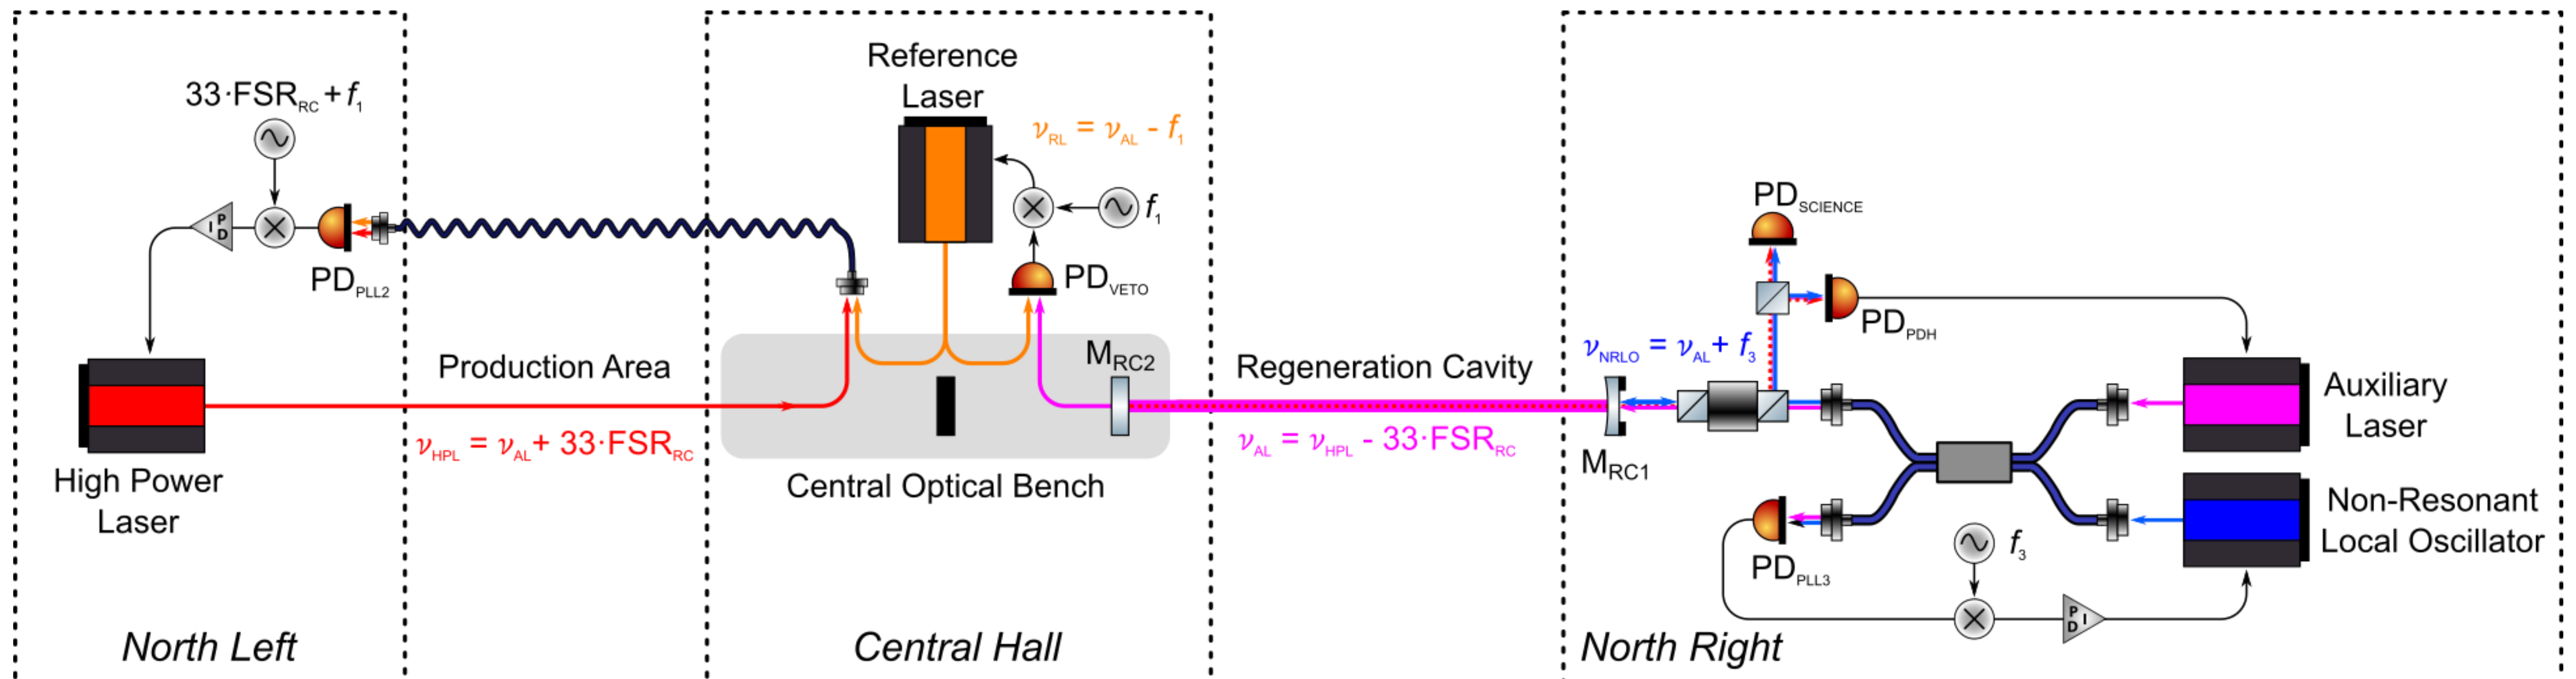 33·FSR_RC + f_1
P
I
D
PD_PLL2
High Power
Laser
North Left
Production Area
ν_HPL = ν_AL + 33·FSR_RC
Reference
Laser
ν_RL = ν_AL - f_1
f_1
PD_VETO
M_RC2
Central Optical Bench
Central Hall
Regeneration Cavity
ν_AL = ν_HPL - 33·FSR_RC
PD_SCIENCE
PD_PDH
ν_NRLO = ν_AL + f_3
M_RC1
Auxiliary
Laser
Non-Resonant
Local Oscillator
f_3
PD_PLL3
P
I
D
North Right